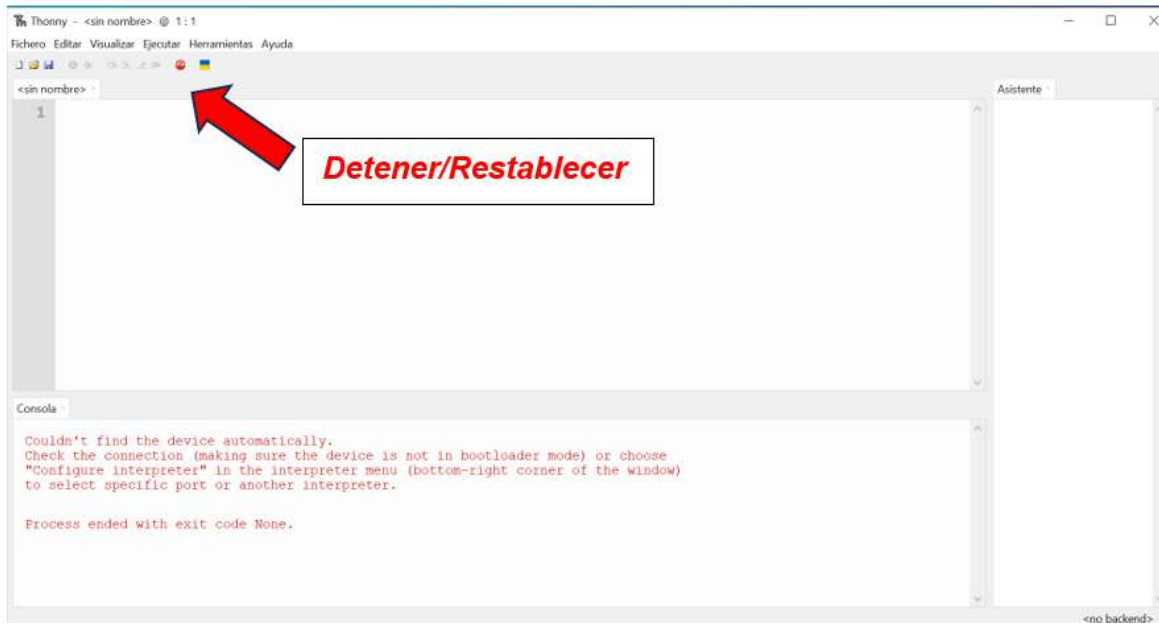 Thonny - <sin nombre> @ 1:1
Fichero Editar Visualizar Ejecutar Herramientas Ayuda
<sin nombre>
Asistente
1
Detener/Restablecer
Consola
Couldn't find the device automatically.
Check the connection (making sure the device is not in bootloader mode) or choose
"Configure interpreter" in the interpreter menu (bottom-right corner of the window)
to select specific port or another interpreter.
Process ended with exit code None.
<no backend>